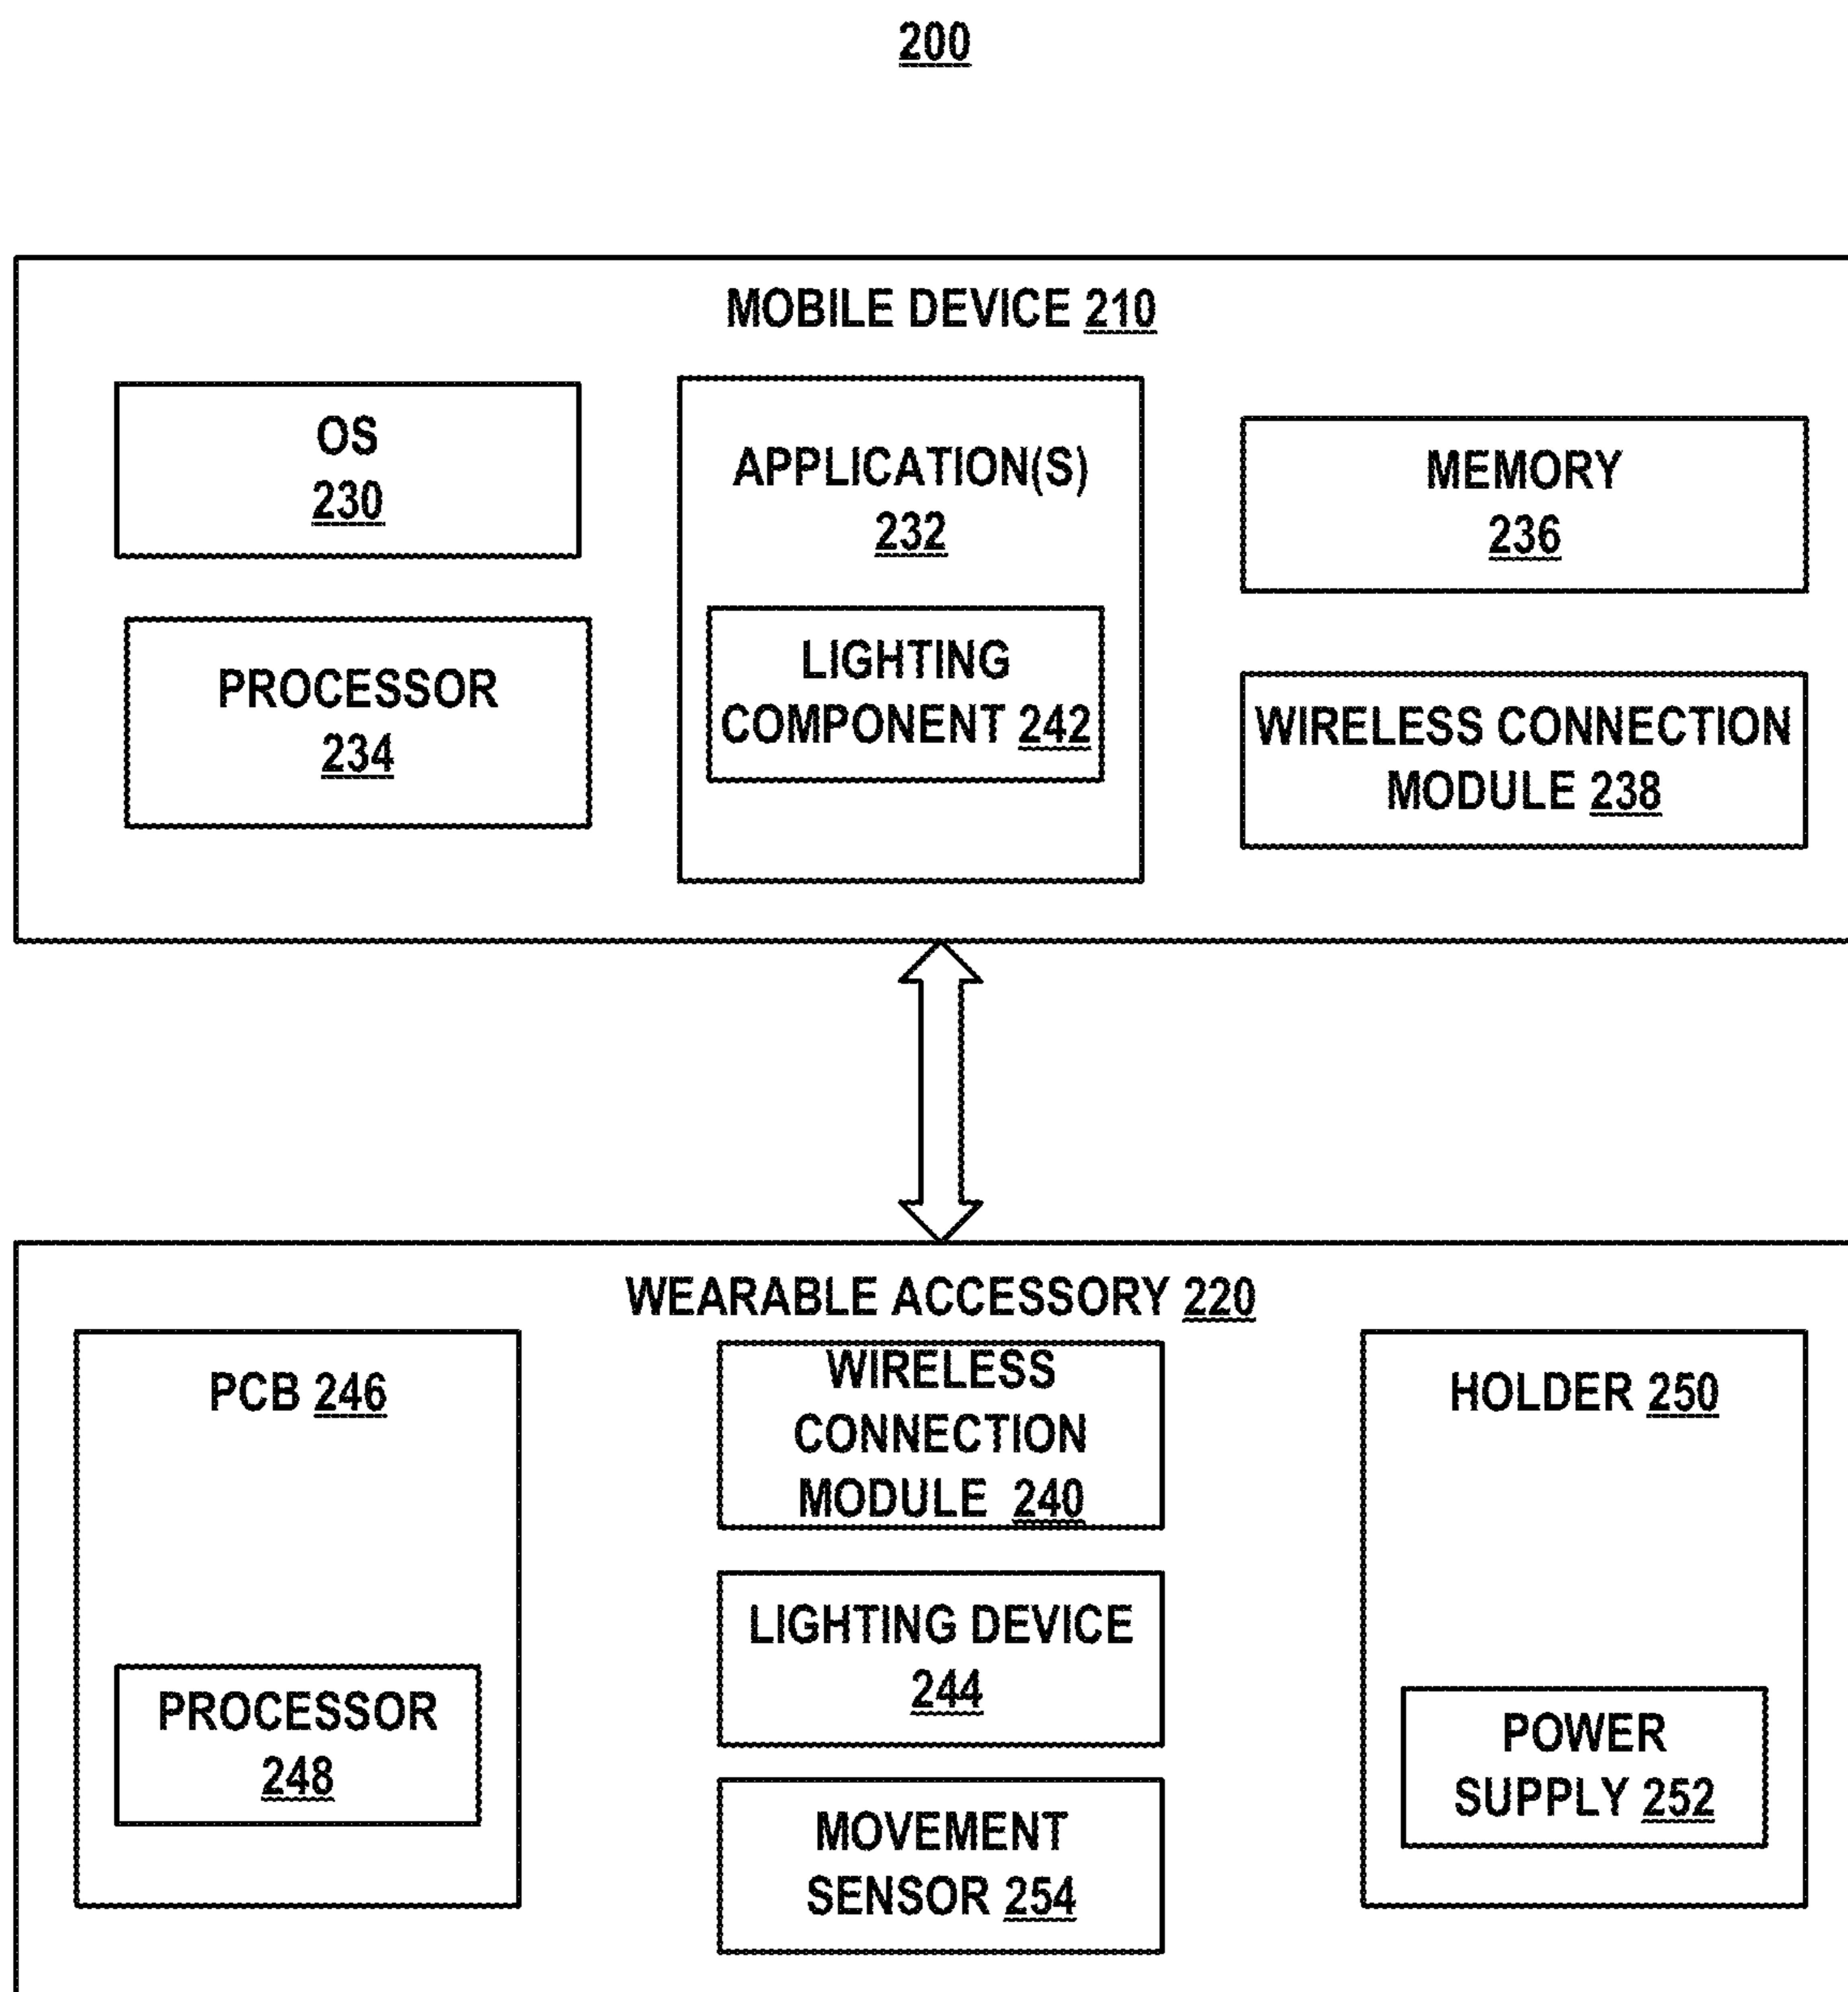 200
MOBILE DEVICE 210
OS
230
APPLICATION(S)
232
MEMORY
236
PROCESSOR
234
LIGHTING
COMPONENT 242
WIRELESS CONNECTION
MODULE 238
WEARABLE ACCESSORY 220
PCB 246
PROCESSOR
248
WIRELESS
CONNECTION
MODULE 240
LIGHTING DEVICE
244
MOVEMENT
SENSOR 254
HOLDER 250
POWER
SUPPLY 252